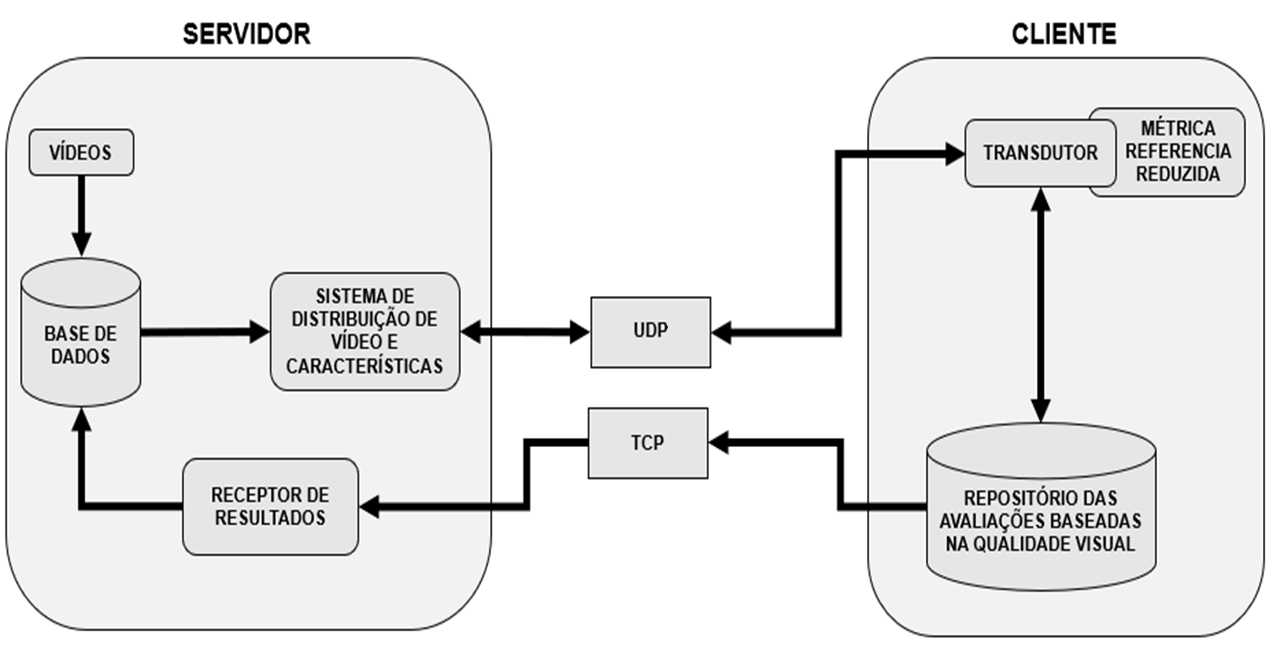 SERVIDOR
VÍDEOS
BASE DE
DADOS
SISTEMA DE
DISTRIBUIÇÃO DE
VÍDEO E
CARACTERÍSTICAS
RECEPTOR DE
RESULTADOS
UDP
TCP
CLIENTE
TRANSDUTOR
MÉTRICA
REFERENCIA
REDUZIDA
REPOSITÓRIO DAS
AVALIAÇÕES BASEADAS
NA QUALIDADE VISUAL